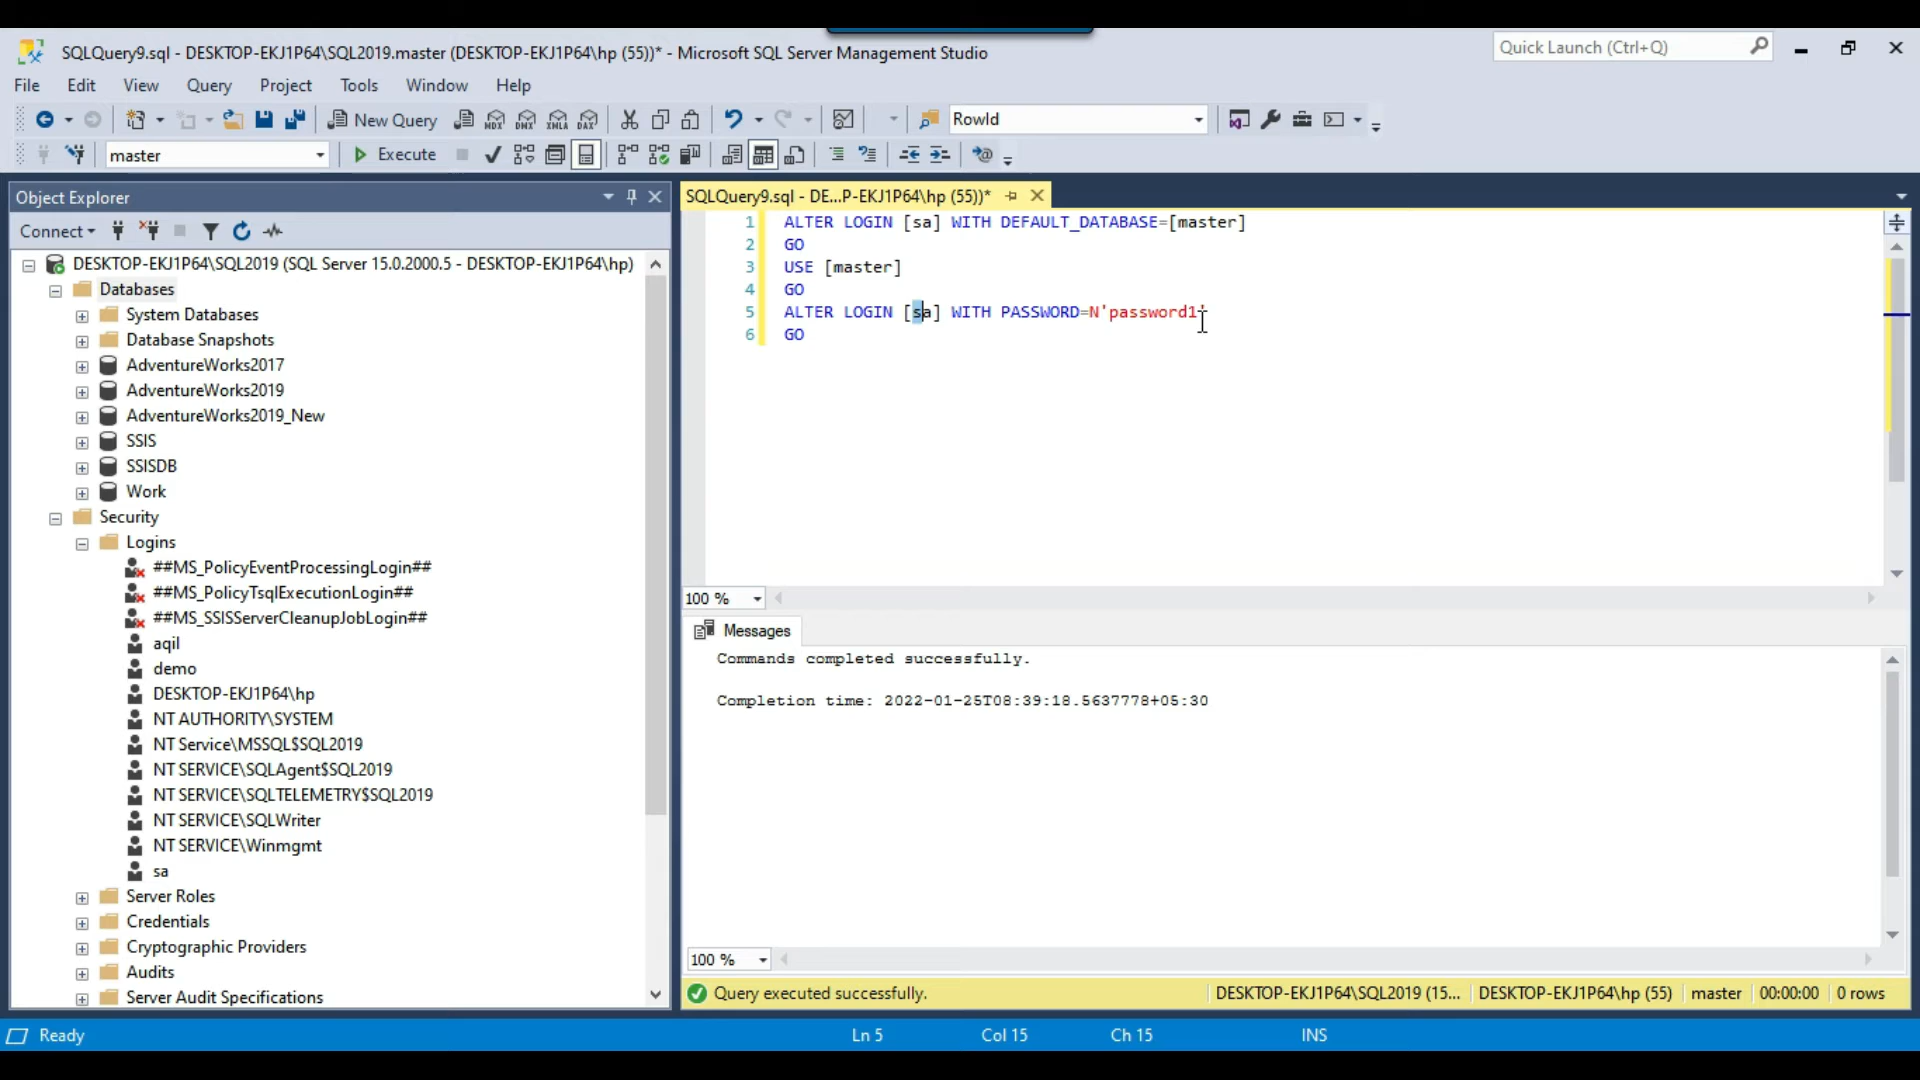 SQLQuery9.sql - DESKTOP-EKJ1P64\SQL2019.master (DESKTOP-EKJ1P64\hp (55))* - Microsoft SQL Server Management Studio
Quick Launch (Ctrl+Q)
File Edit View Query Project Tools Window Help
New Query MDX DMX XMLA DAX RowId
master Execute
Object Explorer
Connect
DESKTOP-EKJ1P64\SQL2019 (SQL Server 15.0.2000.5 - DESKTOP-EKJ1P64\hp)
Databases
System Databases
Database Snapshots
AdventureWorks2017
AdventureWorks2019
AdventureWorks2019_New
SSIS
SSISDB
Work
Security
Logins
##MS_PolicyEventProcessingLogin##
##MS_PolicyTsqlExecutionLogin##
##MS_SSISServerCleanupJobLogin##
aqil
demo
DESKTOP-EKJ1P64\hp
NT AUTHORITY\SYSTEM
NT Service\MSSQL$SQL2019
NT SERVICE\SQLAgent$SQL2019
NT SERVICE\SQLTELEMETRY$SQL2019
NT SERVICE\SQLWriter
NT SERVICE\Winmgmt
sa
Server Roles
Credentials
Cryptographic Providers
Audits
Server Audit Specifications
SQLQuery9.sql - DE...P-EKJ1P64\hp (55))*
1 ALTER LOGIN [sa] WITH DEFAULT_DATABASE=[master]
2 GO
3 USE [master]
4 GO
5 ALTER LOGIN [sa] WITH PASSWORD=N'password1'
6 GO
100 %
Messages
Commands completed successfully.
Completion time: 2022-01-25T08:39:18.5637778+05:30
100 %
Query executed successfully. DESKTOP-EKJ1P64\SQL2019 (15... DESKTOP-EKJ1P64\hp (55) master 00:00:00 0 rows
Ready Ln 5 Col 15 Ch 15 INS